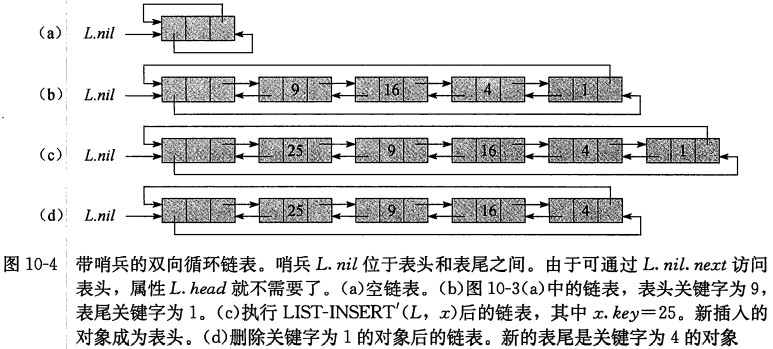 (a) L.nil
(b) L.nil 9 16 4 1
(c) L.nil 25 9 16 4 1
(d) L.nil 25 9 16 4
图 10-4 带哨兵的双向循环链表。哨兵 L.nil 位于表头和表尾之间。由于可通过 L.nil.next 访问
表头，属性 L.head 就不需要了。(a)空链表。(b)图 10-3(a)中的链表，表头关键字为 9，
表尾关键字为 1。(c)执行 LIST-INSERT′(L，x)后的链表，其中 x.key=25。新插入的
对象成为表头。(d)删除关键字为 1 的对象后的链表。新的表尾是关键字为 4 的对象